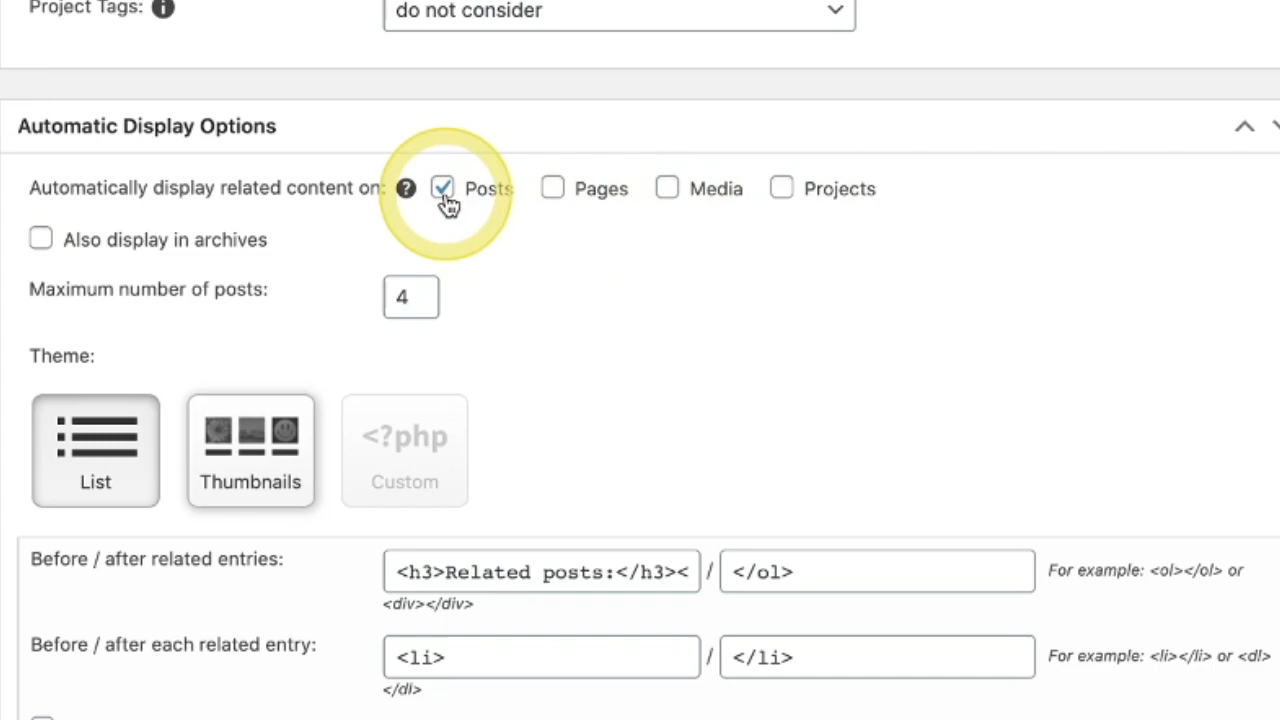 Project Tags:
do not consider
Automatic Display Options
Automatically display related content on: Posts Pages Media Projects
Also display in archives
Maximum number of posts: 4
Theme:
<?php
List Thumbnails Custom
Before / after related entries: <h3>Related posts:</h3>< / </ol> For example: <ol></ol> or
<div></div>
Before / after each related entry: <li> / </li> For example: <li></li> or <dl>
</dl>